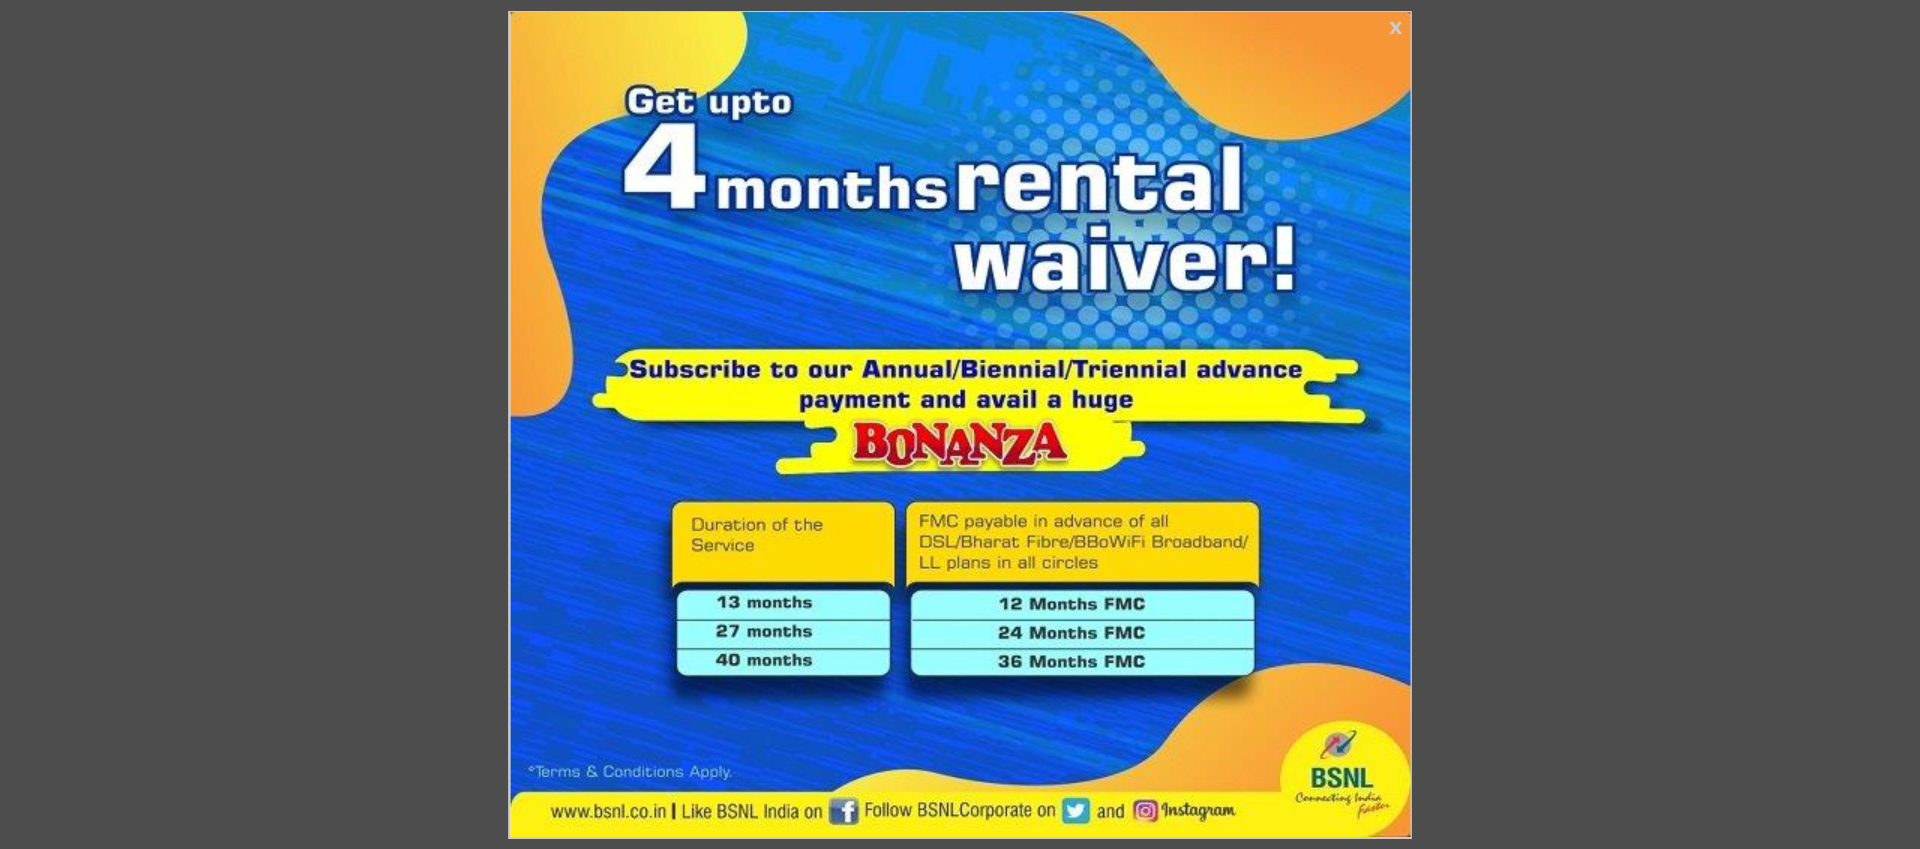 x
Get upto
4 months rental
waiver!
Subscribe to our Annual/Biennial/Triennial advance
payment and avail a huge
BONANZA
Duration of the
Service
FMC payable in advance of all
DSL/Bharat Fibre/BBoWiFi Broadband/
LL plans in all circles
13 months
12 Months FMC
27 months
24 Months FMC
40 months
36 Months FMC
*Terms & Conditions Apply.
BSNL
Connecting India
Faster
www.bsnl.co.in | Like BSNL India on f Follow BSNLCorporate on and Instagram